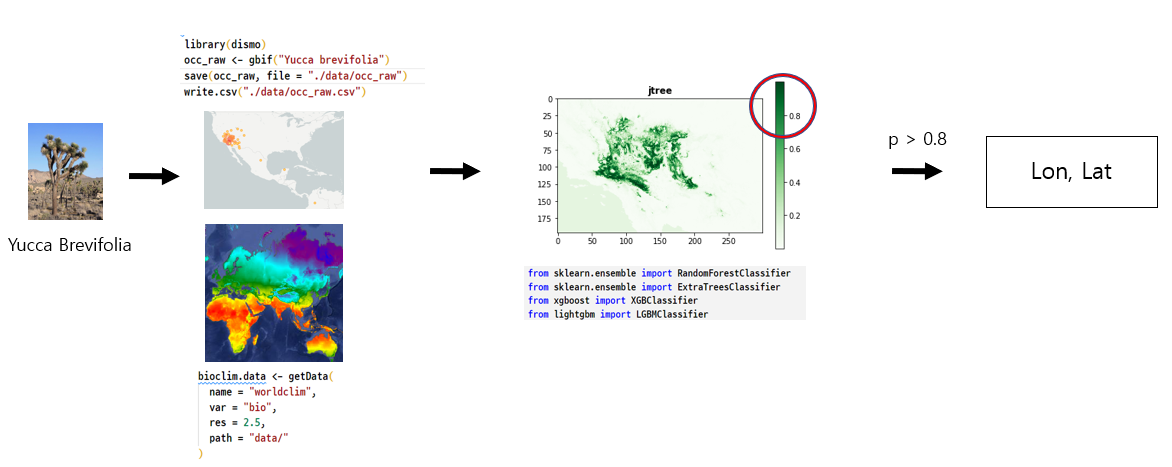 library(dismo)
occ_raw <- gbif("Yucca brevifolia")
save(occ_raw, file = "./data/occ_raw")
write.csv("./data/occ_raw.csv")
Yucca Brevifolia
bioclim.data <- getData(
name = "worldclim",
var = "bio",
res = 2.5,
path = "data/"
)
jtree
0
25
50
75
100
125
150
175
0 50 100 150 200 250
0.8
0.6
0.4
0.2
from sklearn.ensemble import RandomForestClassifier
from sklearn.ensemble import ExtraTreesClassifier
from xgboost import XGBClassifier
from lightgbm import LGBMClassifier
p > 0.8
Lon, Lat